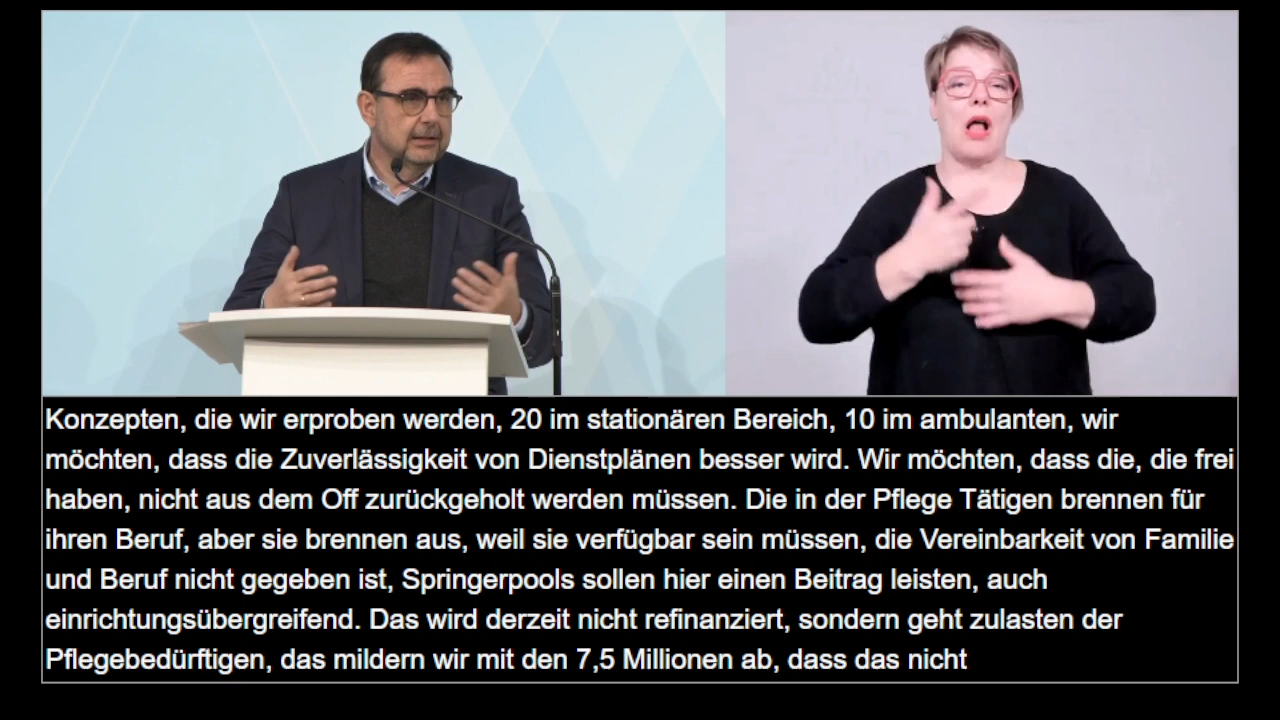 Konzepten, die wir erproben werden, 20 im stationären Bereich, 10 im ambulanten, wir
möchten, dass die Zuverlässigkeit von Dienstplänen besser wird. Wir möchten, dass die, die frei
haben, nicht aus dem Off zurückgeholt werden müssen. Die in der Pflege Tätigen brennen für
ihren Beruf, aber sie brennen aus, weil sie verfügbar sein müssen, die Vereinbarkeit von Familie
und Beruf nicht gegeben ist, Springerpools sollen hier einen Beitrag leisten, auch
einrichtungsübergreifend. Das wird derzeit nicht refinanziert, sondern geht zulasten der
Pflegebedürftigen, das mildern wir mit den 7,5 Millionen ab, dass das nicht